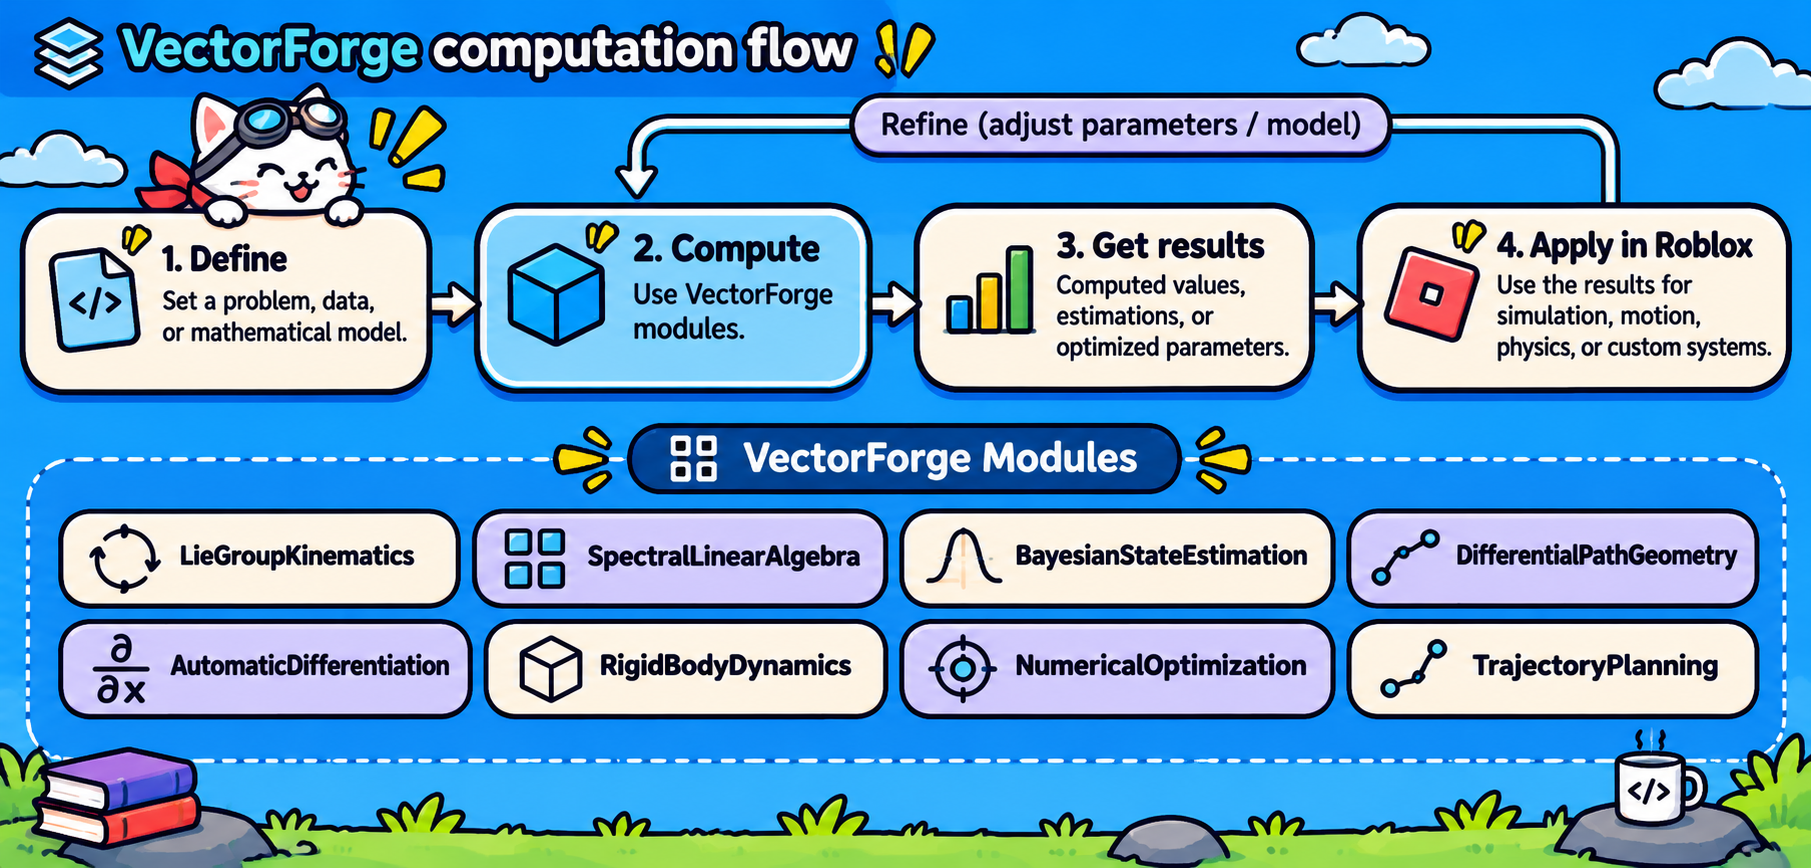 VectorForge computation flow
Refine (adjust parameters / model)
1. Define
Set a problem, data,
or mathematical model.
</>
2. Compute
Use VectorForge
modules.
3. Get results
Computed values,
estimations, or
optimized parameters.
4. Apply in Roblox
Use the results for
simulation, motion,
physics, or custom systems.
VectorForge Modules
LieGroupKinematics
SpectralLinearAlgebra
BayesianStateEstimation
DifferentialPathGeometry
∂
∂x
AutomaticDifferentiation
RigidBodyDynamics
NumericalOptimization
TrajectoryPlanning
</>